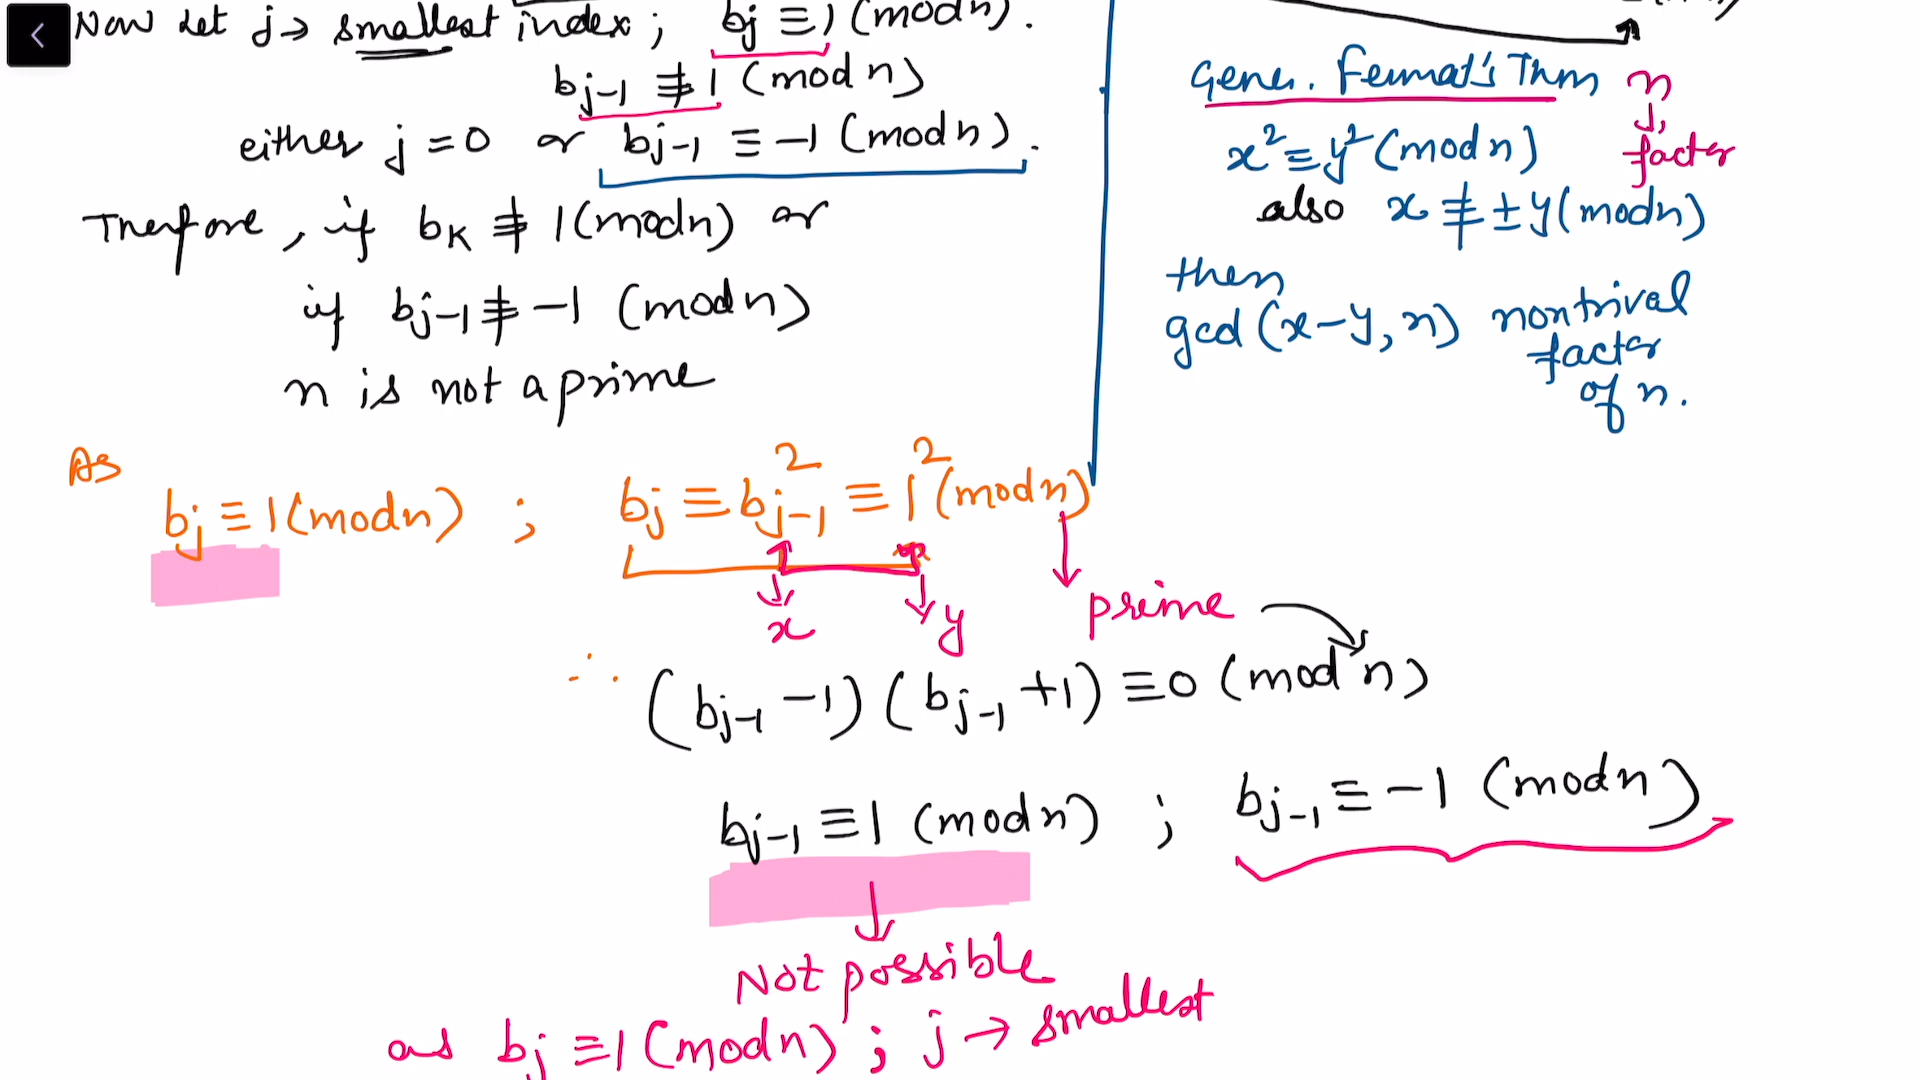 Now let j → smallest index ; bj ≡ 1 (mod n).
bj-1 ≢ 1 (mod n)
either j = 0 or bj-1 ≡ -1 (mod n).
Therfore, if bK ≢ 1 (mod n) or
if bj-1 ≢ -1 (mod n)
n is not a prime
Gener. Fermat's Thm n
↓
factor
x² ≡ y² (mod n)
also x ≢ ± y (mod n)
then
gcd (x-y, n) nontrival
factor
of n.
As
bj ≡ 1 (mod n) ; bj ≡ bj-1² ≡ 1² (mod n)
x y prime
∴ (bj-1 - 1) (bj-1 + 1) ≡ 0 (mod n)
bj-1 ≡ 1 (mod n) ; bj-1 ≡ -1 (mod n)
Not possible
as bj ≡ 1 (mod n) ; j → smallest